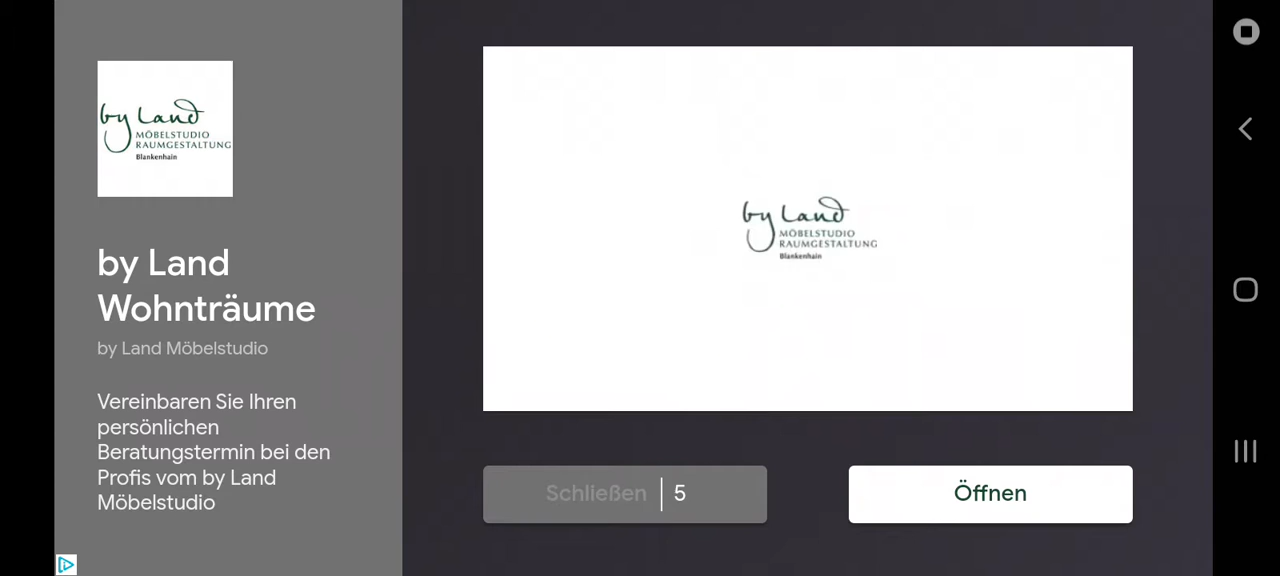 by Land
MÖBELSTUDIO
RAUMGESTALTUNG
Blankenhain
by Land
Wohnträume
by Land Möbelstudio
Vereinbaren Sie Ihren
persönlichen
Beratungstermin bei den
Profis vom by Land
Möbelstudio
by Land
MÖBELSTUDIO
RAUMGESTALTUNG
Blankenhain
Schließen 5
Öffnen